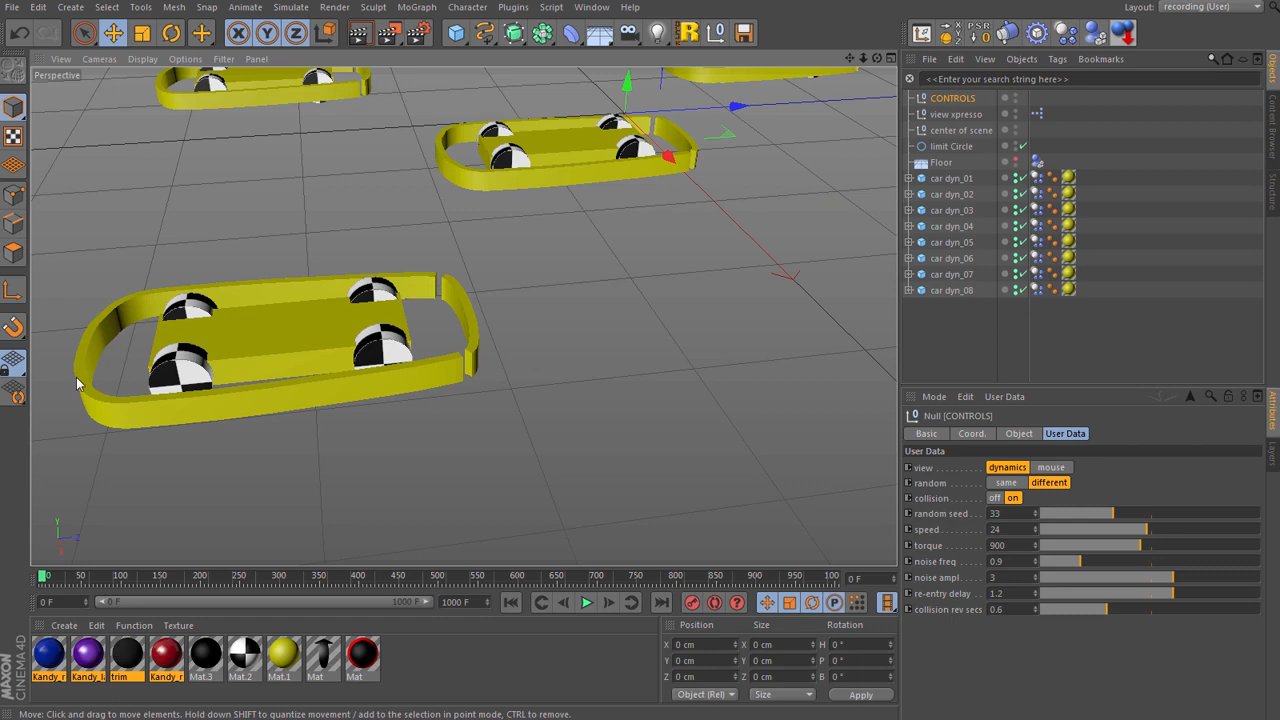 File Edit Create Select Tools Mesh Snap Animate Simulate Render Sculpt MoGraph Character Plugins Script Window Help Layout: recording (User)
View Cameras Display Options Filter Panel
File Edit View Objects Tags Bookmarks
Perspective
<<Enter your search string here>>
CONTROLS
view xpresso
center of scene
limit Circle
Floor
car dyn_01
car dyn_02
car dyn_03
car dyn_04
car dyn_05
car dyn_06
car dyn_07
car dyn_08
Objects
Content Browser
Structure
Mode Edit User Data
Null [CONTROLS]
Basic Coord. Object User Data
User Data
view dynamics mouse
random same different
collision off on
random seed 33
speed 24
torque 900
noise freq 0.9
noise ampl 3
re-entry delay 1.2
collision rev secs 0.6
Attributes
Layers
Y
Z
X
0 50 100 150 200 250 300 350 400 450 500 550 600 650 700 750 800 850 900 950 1000 0 F
0 F 0 F 1000 F 1000 F
Create Edit Function Texture
Kandy_r Kandy_l trim Kandy_r Mat.3 Mat.2 Mat.1 Mat Mat
Position Size Rotation
X 0 cm X 0 cm H 0 °
Y 0 cm Y 0 cm P 0 °
Z 0 cm Z 0 cm B 0 °
Object (Rel) Size Apply
MAXON CINEMA 4D
Move: Click and drag to move elements. Hold down SHIFT to quantize movement / add to the selection in point mode, CTRL to remove.